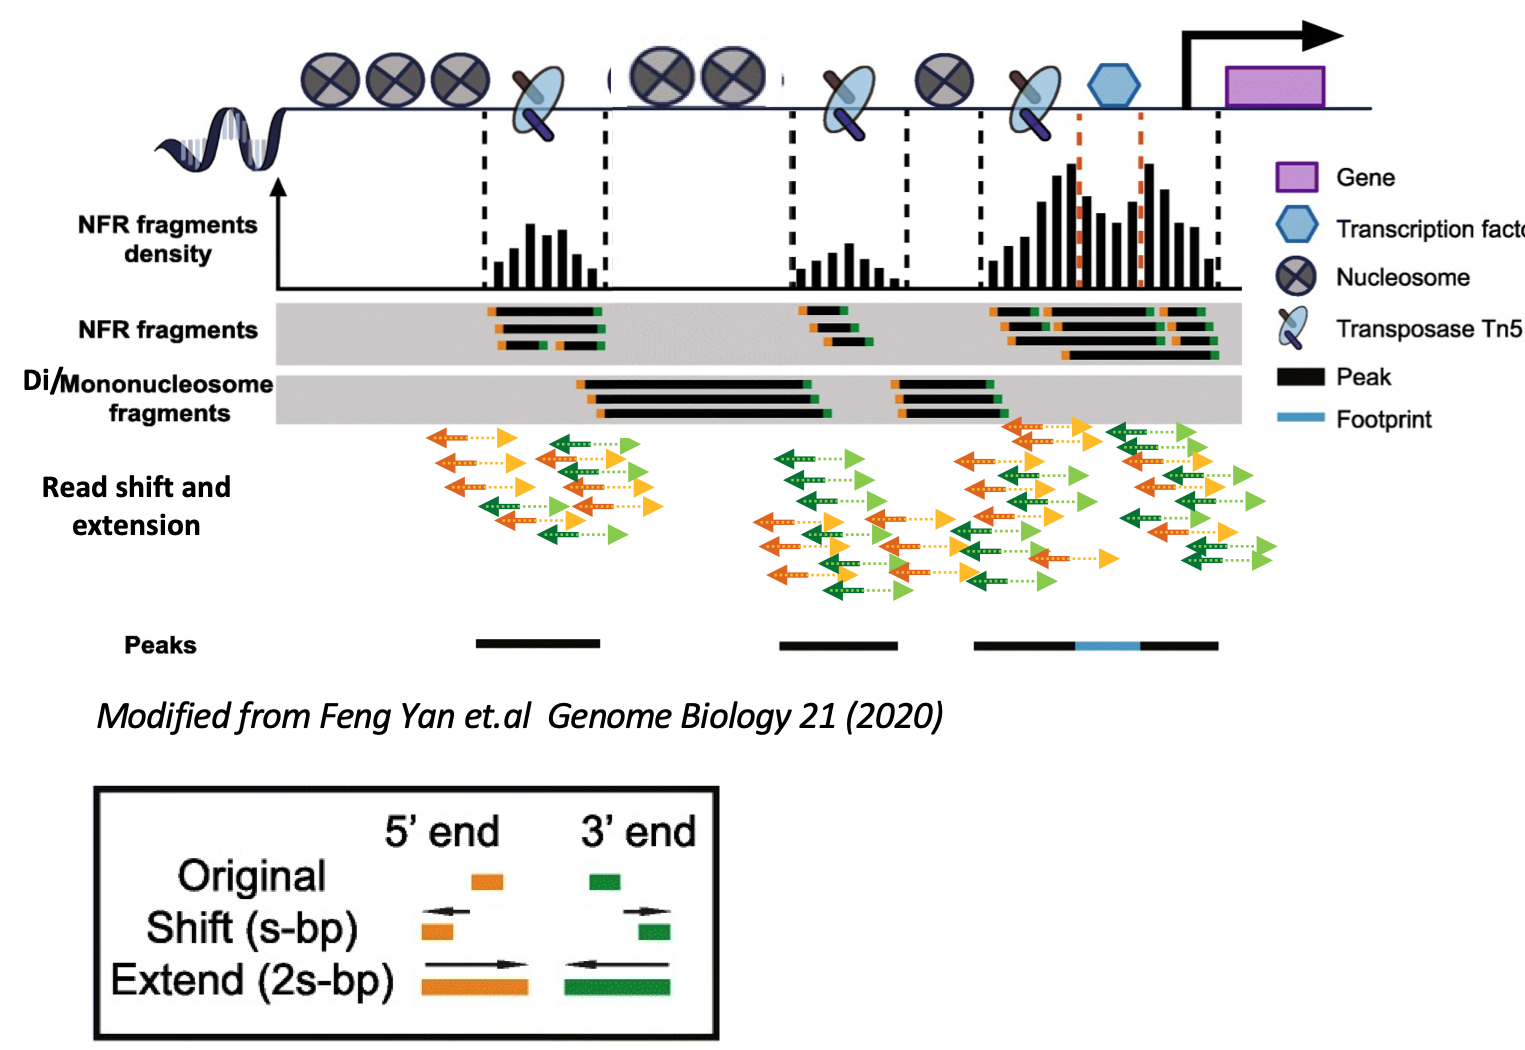 NFR fragments
density
NFR fragments
Di/Mononucleosome
fragments
Read shift and
extension
Peaks
Gene
Transcription facto
Nucleosome
Transposase Tn5
Peak
Footprint
Modified from Feng Yan et.al Genome Biology 21 (2020)
5’ end 3’ end
Original
Shift (s-bp)
Extend (2s-bp)